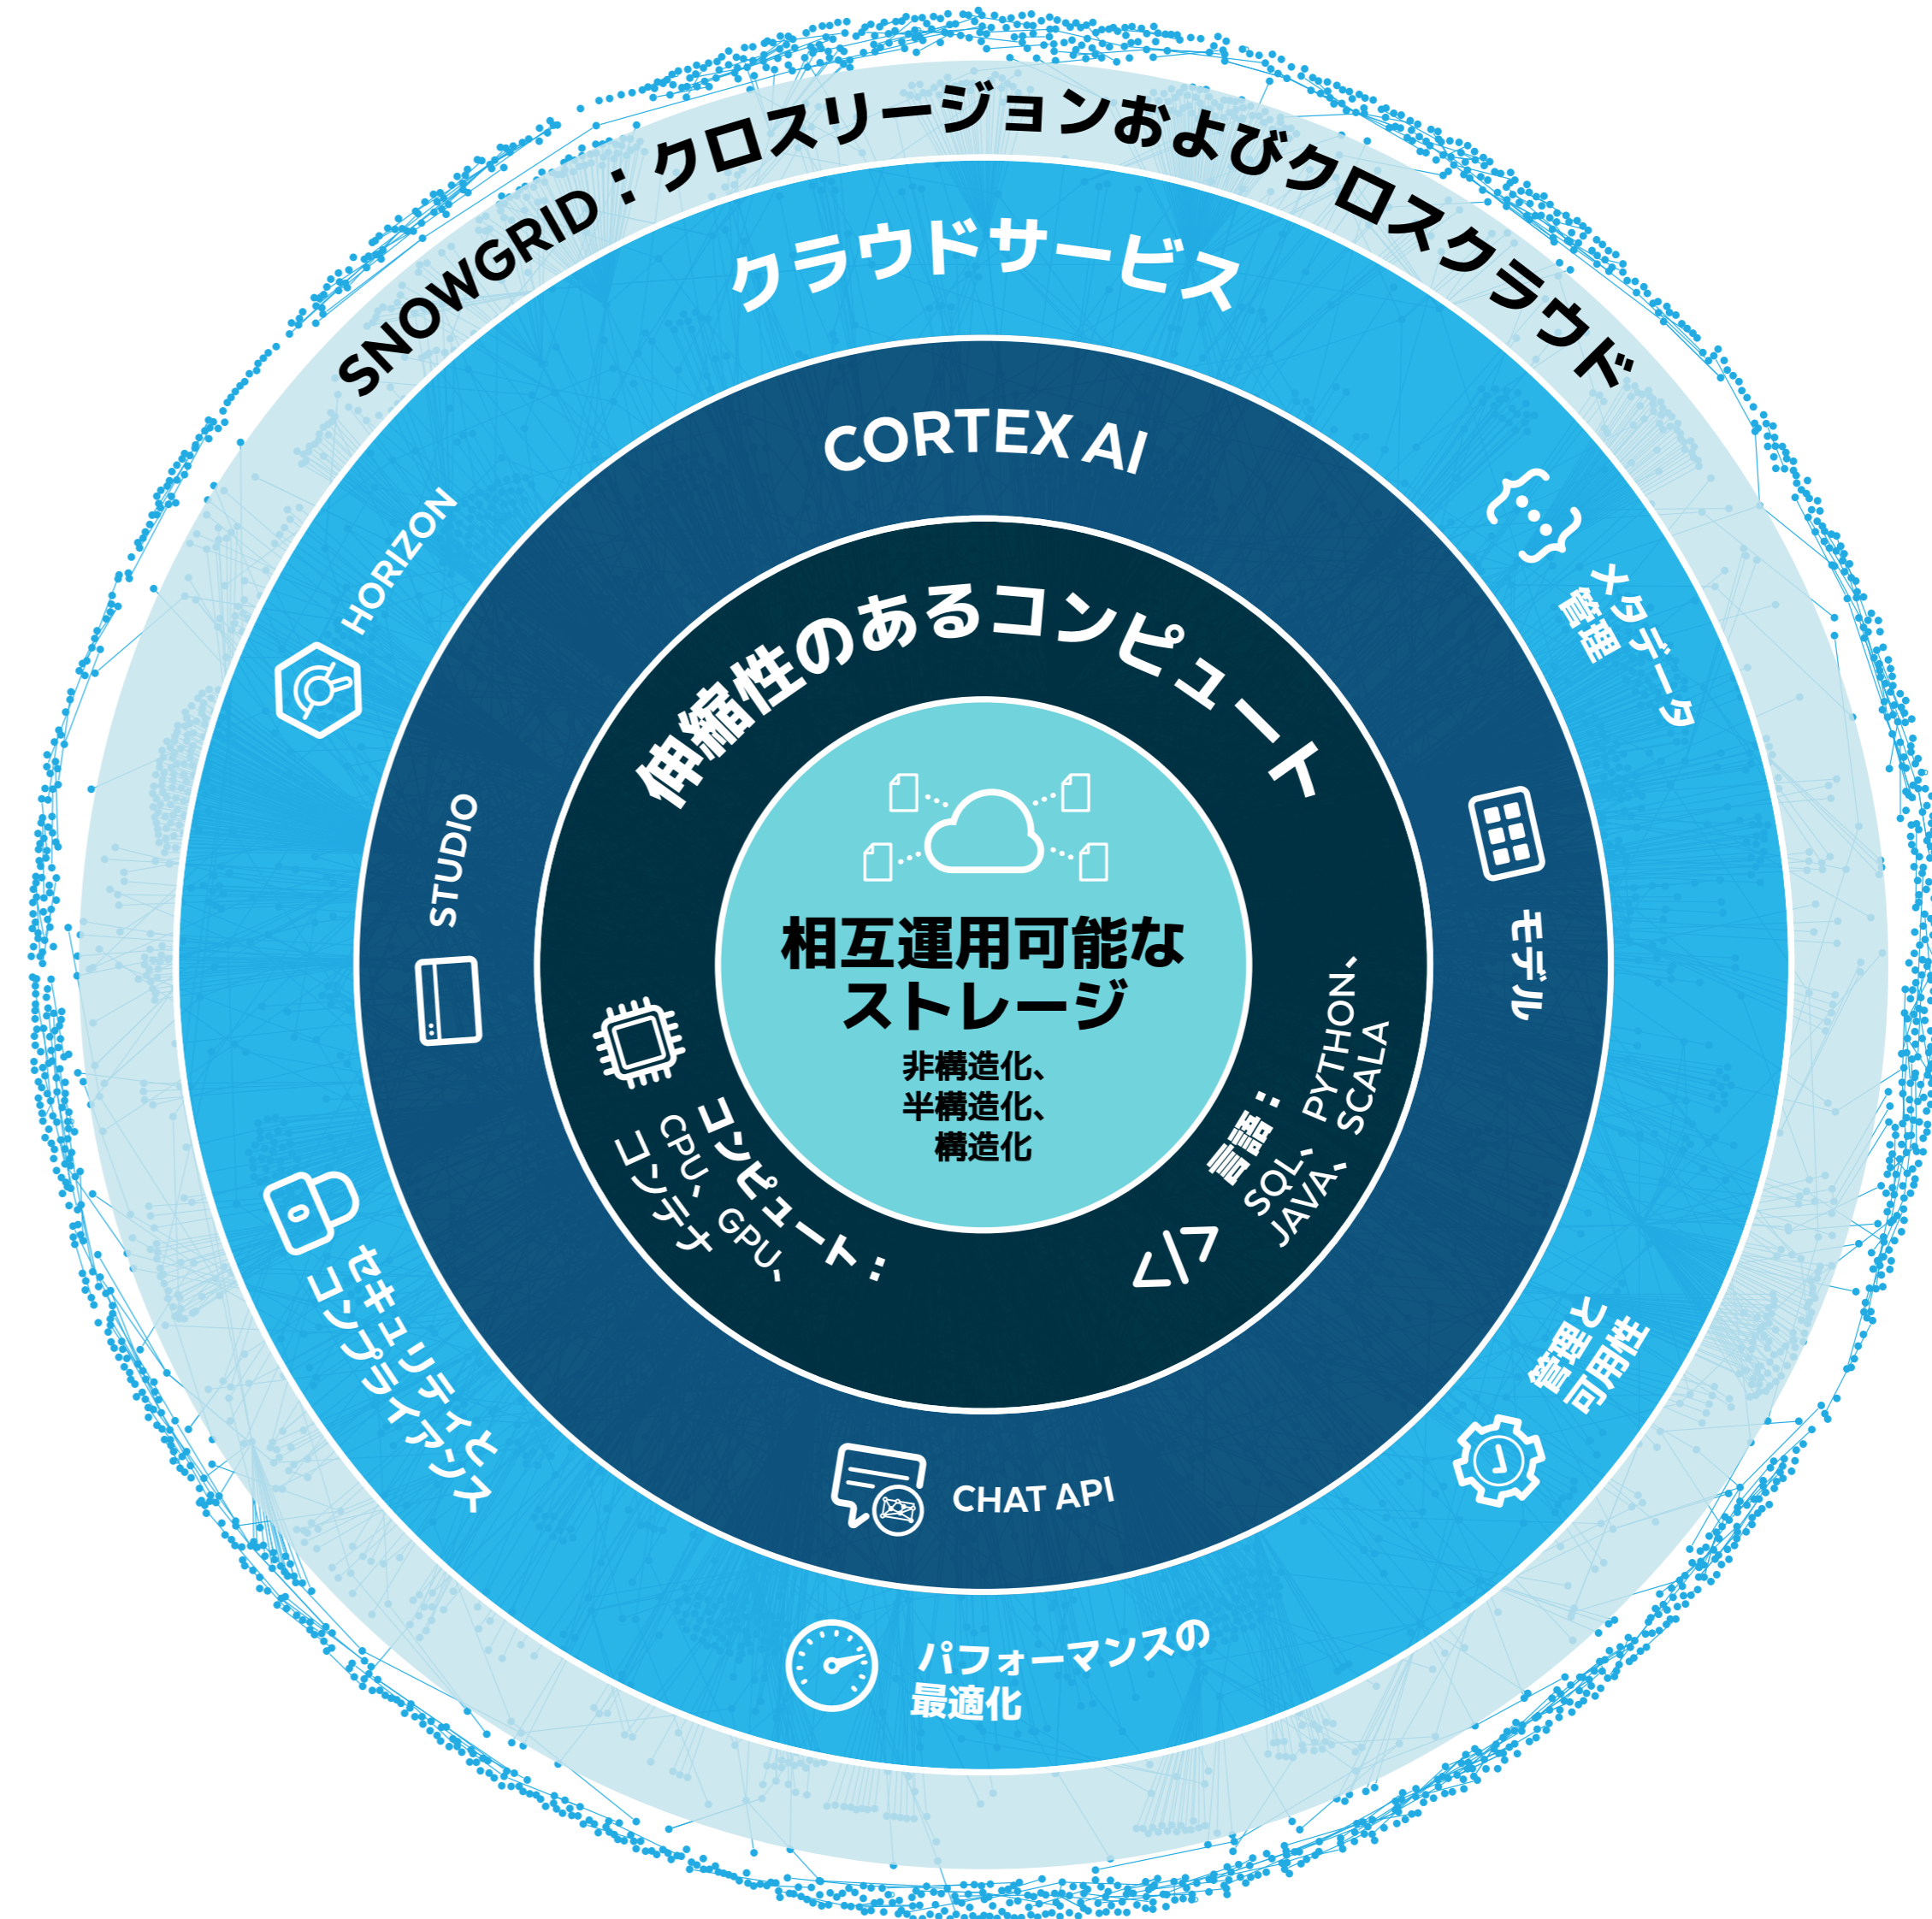 SNOWGRID：クロスリージョンおよびクロスクラウド
クラウドサービス
HORIZON
メタデータ
管理
セキュリティと
コンプライアンス
管理と
可用性
パフォーマンスの
最適化
CORTEX AI
STUDIO
モデル
CHAT API
伸縮性のあるコンピュート
コンピュート：
CPU、GPU、
コンテナ
言語：
SQL、PYTHON、
JAVA、SCALA
相互運用可能な
ストレージ
非構造化、
半構造化、
構造化